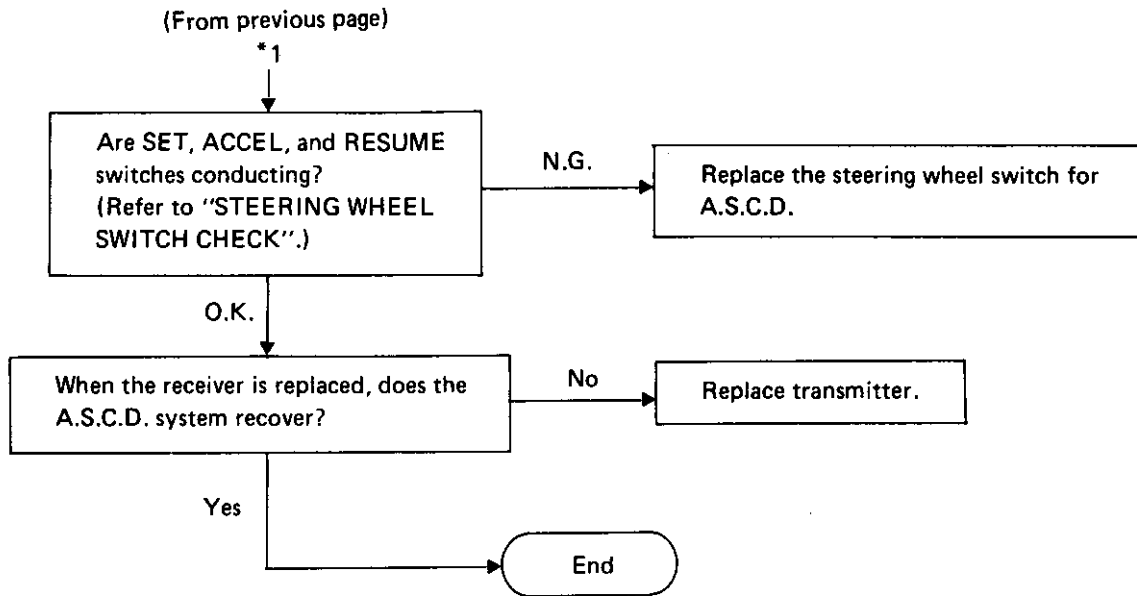 (From previous page)
*1
Are SET, ACCEL, and RESUME
switches conducting?
(Refer to "STEERING WHEEL
SWITCH CHECK".)
N.G.
Replace the steering wheel switch for
A.S.C.D.
O.K.
When the receiver is replaced, does the
A.S.C.D. system recover?
No
Replace transmitter.
Yes
End